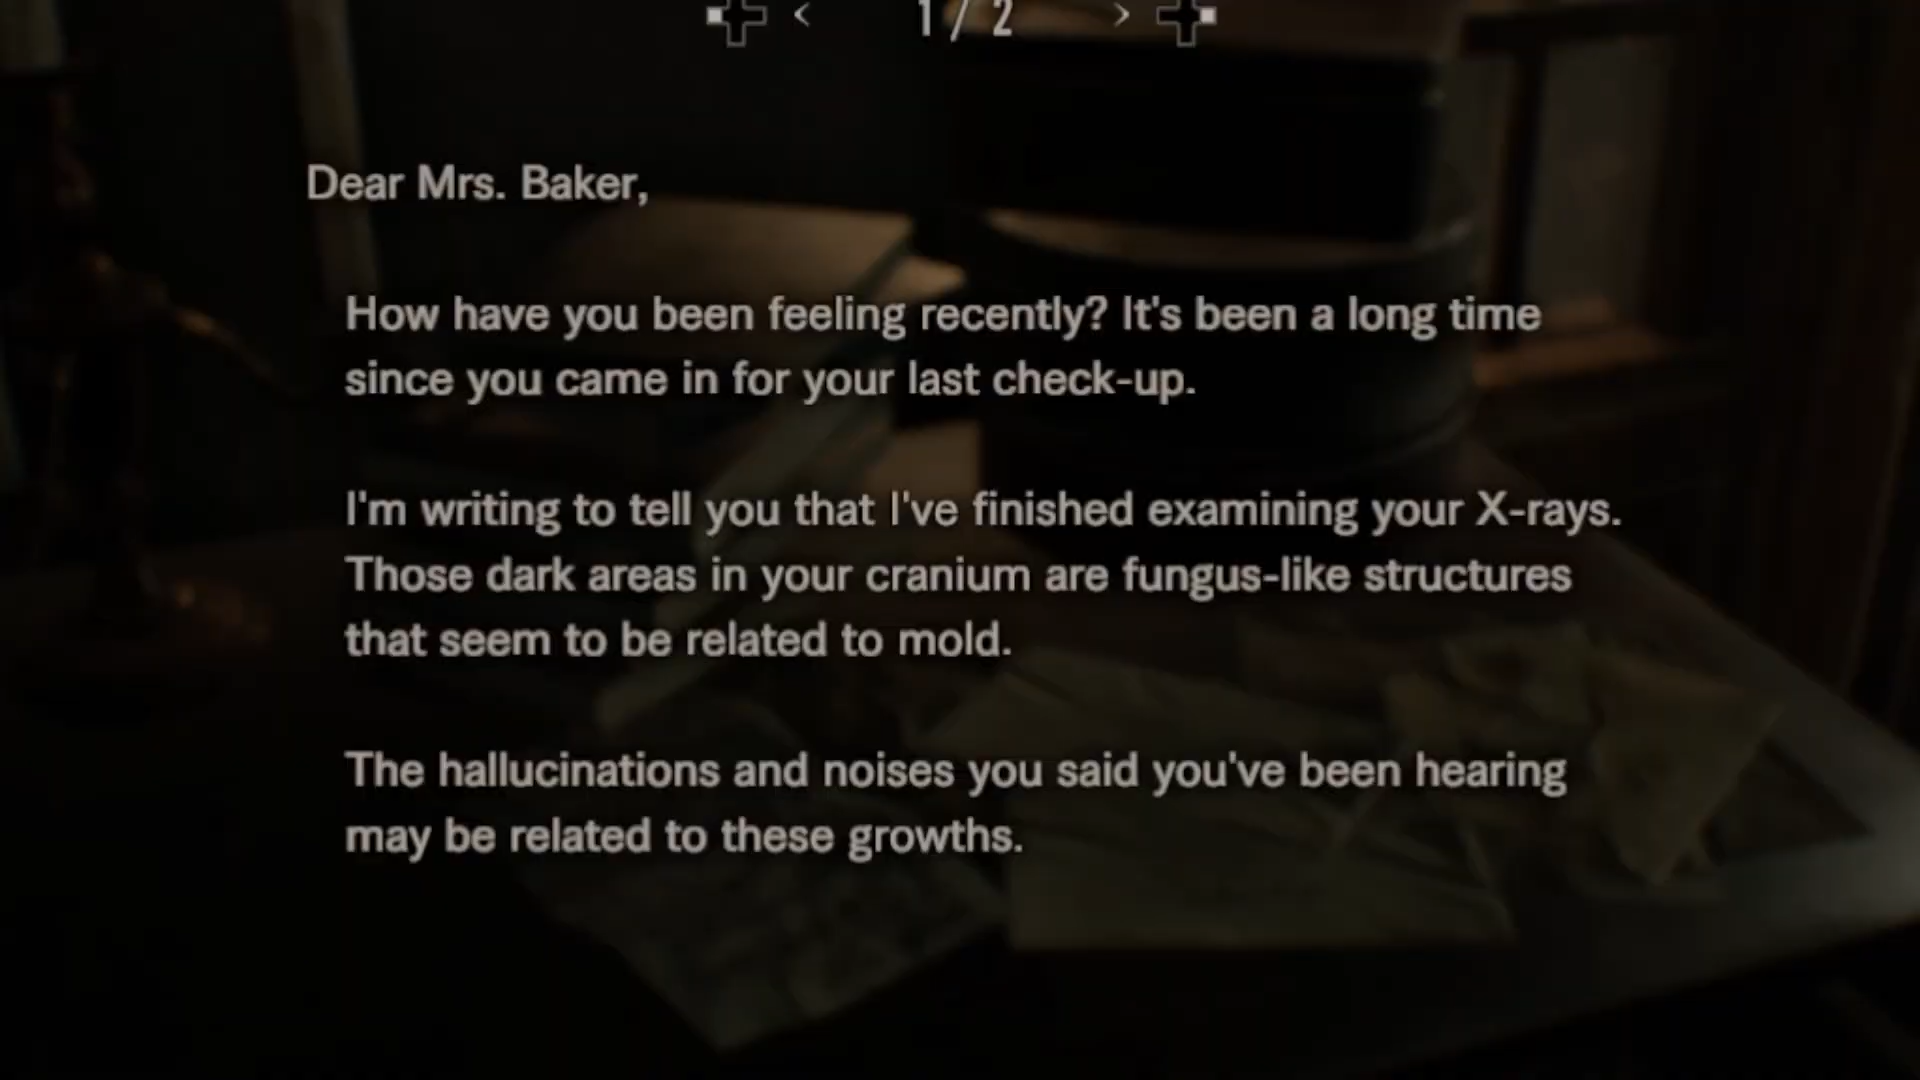 < 1 / 2 >
Dear Mrs. Baker,
How have you been feeling recently? It's been a long time
since you came in for your last check-up.
I'm writing to tell you that I've finished examining your X-rays.
Those dark areas in your cranium are fungus-like structures
that seem to be related to mold.
The hallucinations and noises you said you've been hearing
may be related to these growths.